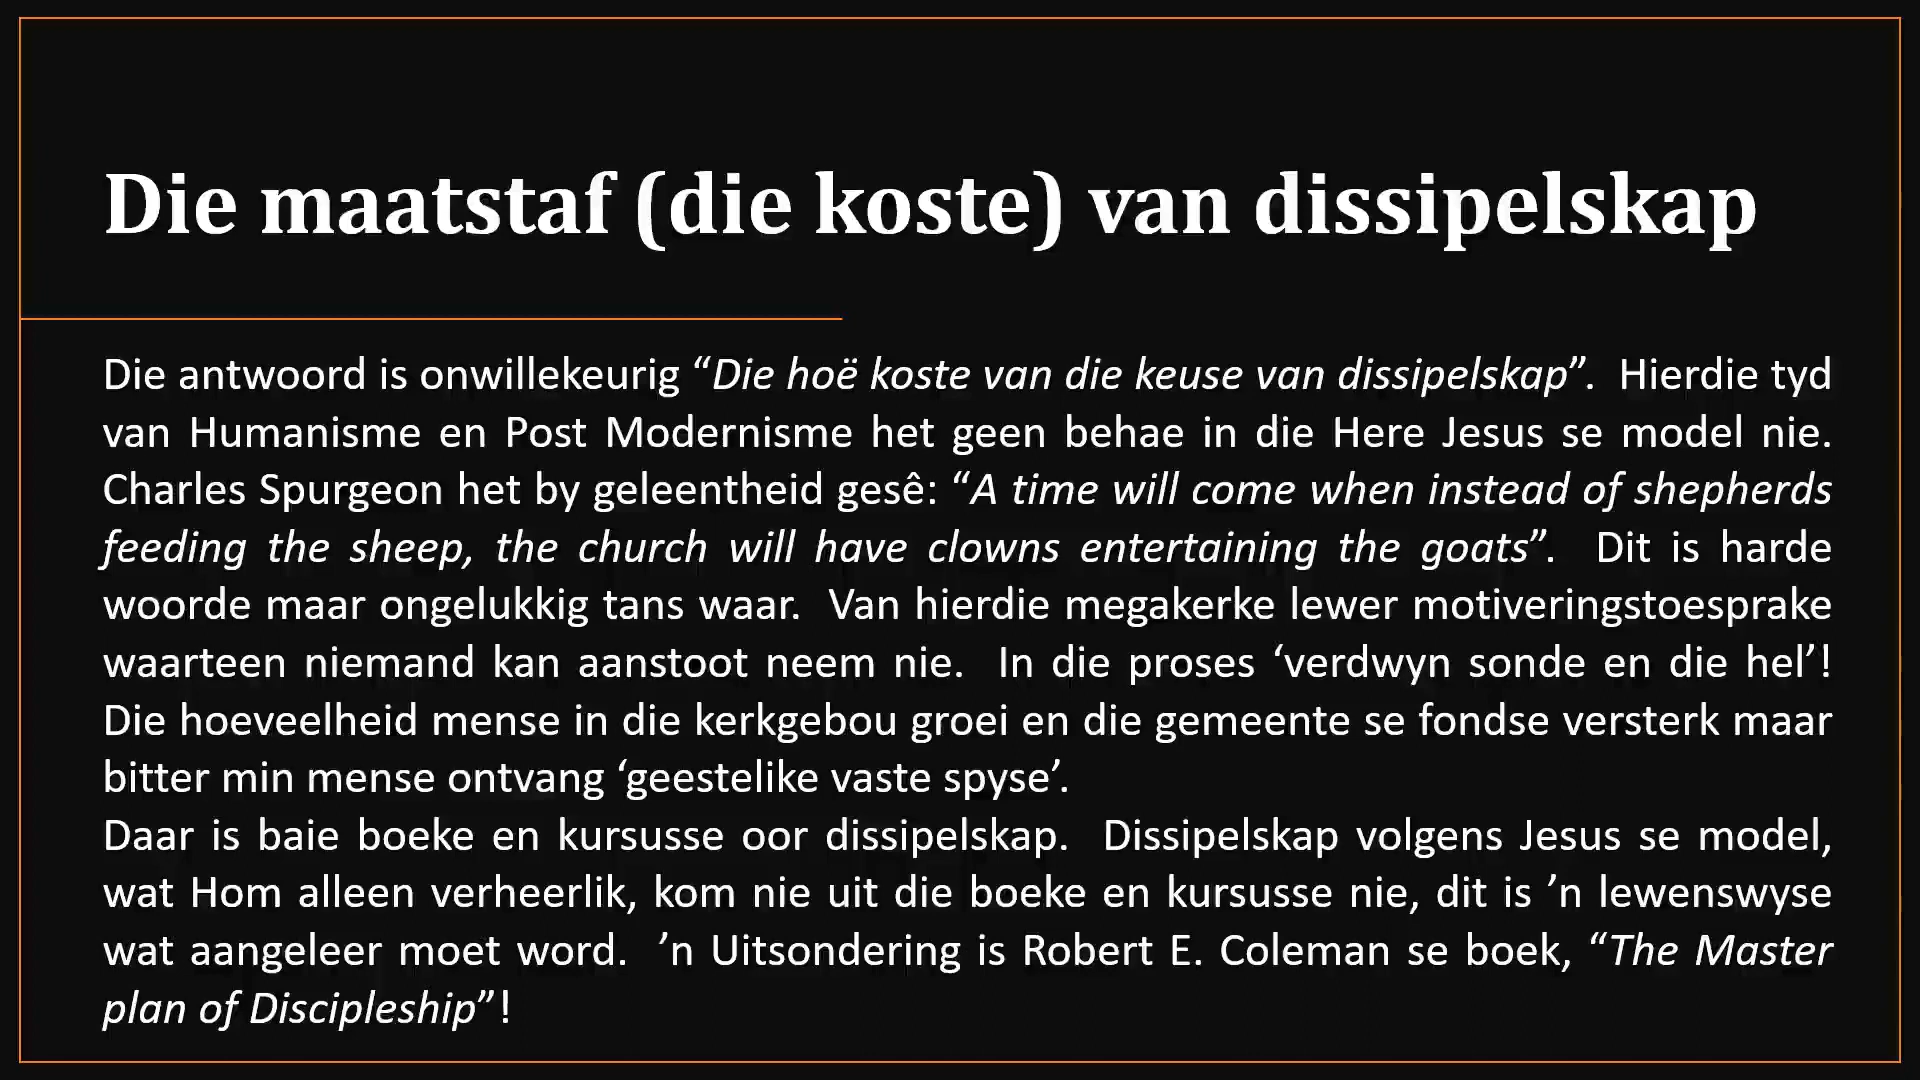 Die maatstaf (die koste) van dissipelskap
Die antwoord is onwillekeurig “Die hoë koste van die keuse van dissipelskap”.  Hierdie tyd
van Humanisme en Post Modernisme het geen behae in die Here Jesus se model nie.
Charles Spurgeon het by geleentheid gesê: “A time will come when instead of shepherds
feeding the sheep, the church will have clowns entertaining the goats”.  Dit is harde
woorde maar ongelukkig tans waar.  Van hierdie megakerke lewer motiveringstoesprake
waarteen niemand kan aanstoot neem nie.  In die proses ‘verdwyn sonde en die hel’!
Die hoeveelheid mense in die kerkgebou groei en die gemeente se fondse versterk maar
bitter min mense ontvang ‘geestelike vaste spyse’.
Daar is baie boeke en kursusse oor dissipelskap.  Dissipelskap volgens Jesus se model,
wat Hom alleen verheerlik, kom nie uit die boeke en kursusse nie, dit is ’n lewenswyse
wat aangeleer moet word.  ’n Uitsondering is Robert E. Coleman se boek, “The Master
plan of Discipleship”!